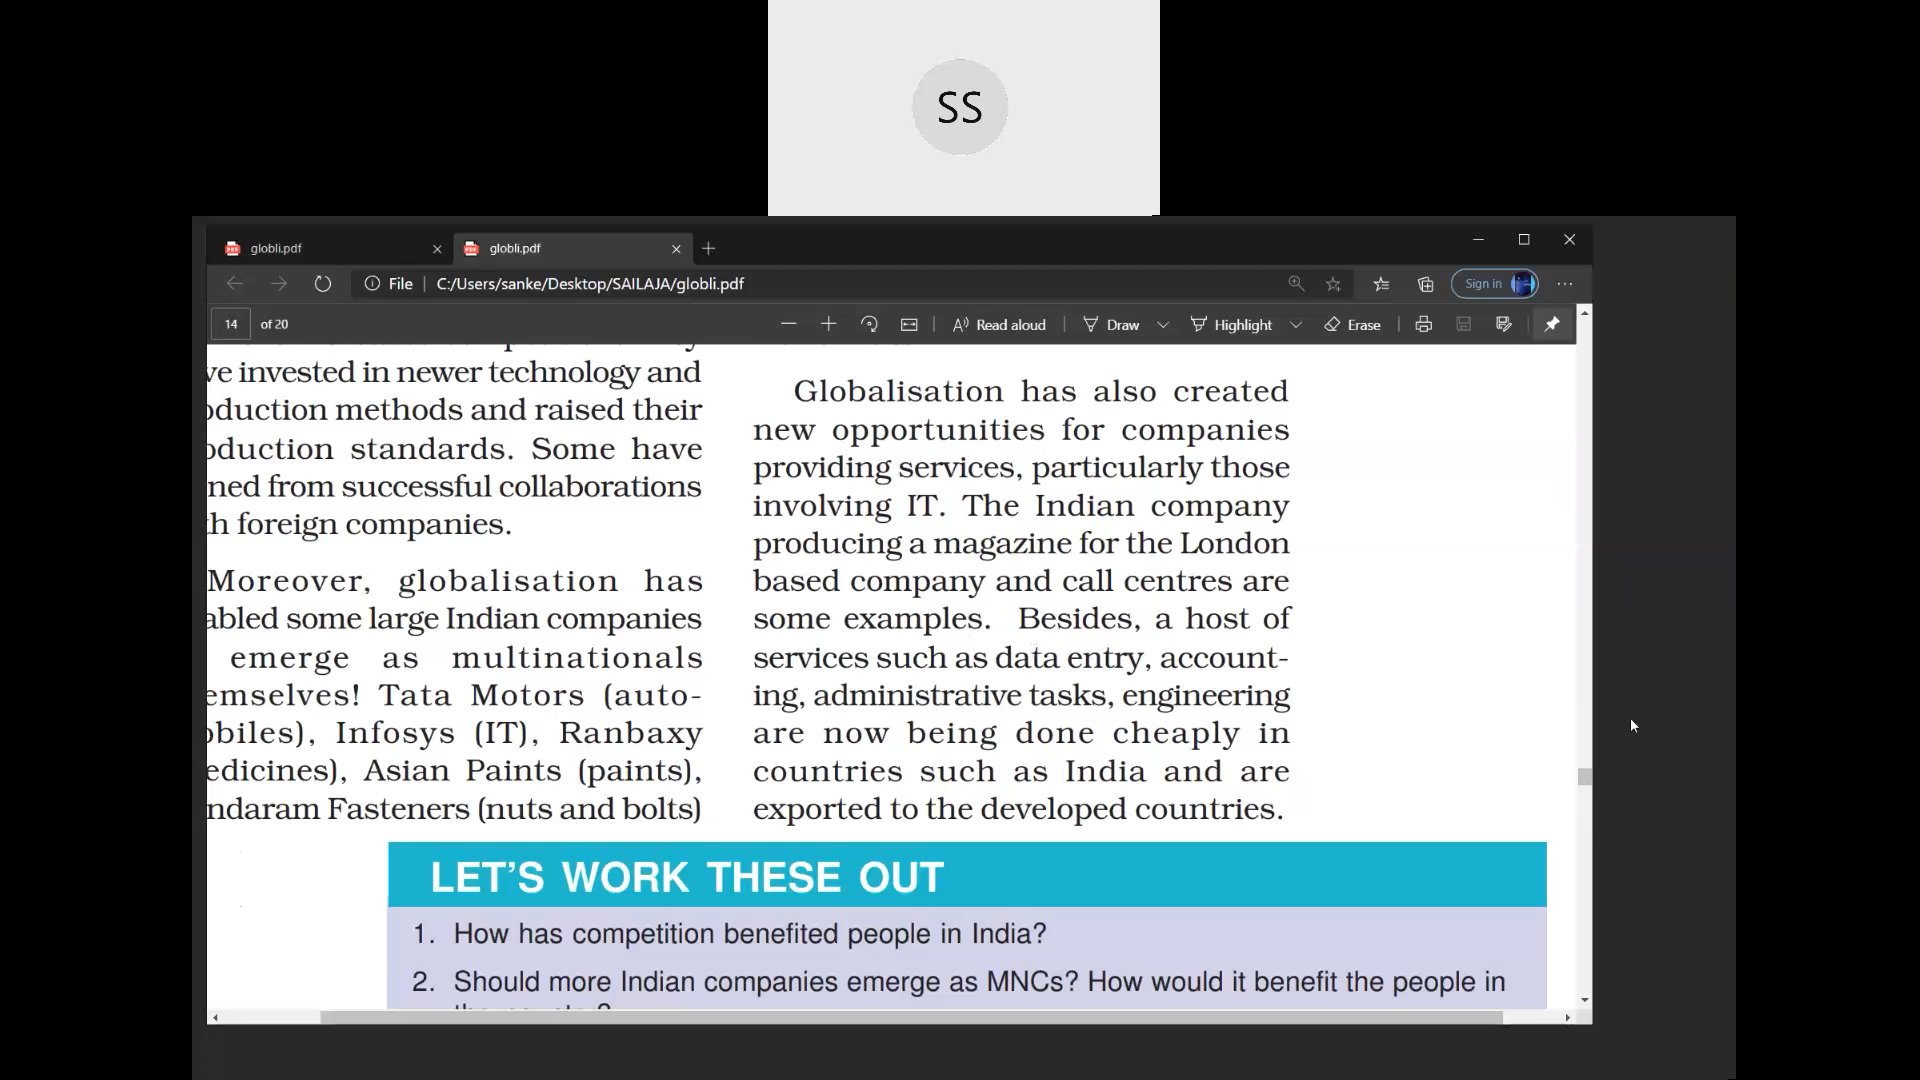 SS
globli.pdf
globli.pdf
File
C:/Users/sanke/Desktop/SAILAJA/globli.pdf
Sign in
14 of 20
Read aloud
Draw
Highlight
Erase
ve invested in newer technology and
oduction methods and raised their
oduction standards. Some have
ned from successful collaborations
th foreign companies.
Moreover, globalisation has
abled some large Indian companies
emerge as multinationals
emselves! Tata Motors (auto-
obiles), Infosys (IT), Ranbaxy
edicines), Asian Paints (paints),
ndaram Fasteners (nuts and bolts)
Globalisation has also created
new opportunities for companies
providing services, particularly those
involving IT. The Indian company
producing a magazine for the London
based company and call centres are
some examples. Besides, a host of
services such as data entry, account-
ing, administrative tasks, engineering
are now being done cheaply in
countries such as India and are
exported to the developed countries.
LET'S WORK THESE OUT
1. How has competition benefited people in India?
2. Should more Indian companies emerge as MNCs? How would it benefit the people in